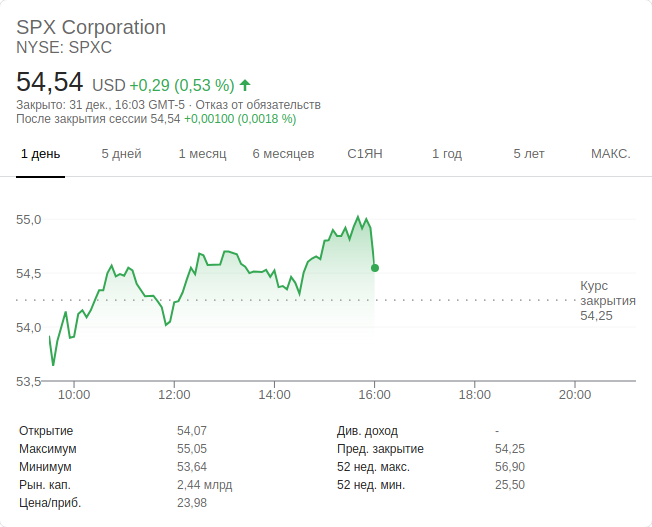 SPX Corporation
NYSE: SPXC
54,54 USD +0,29 (0,53 %)
Закрыто: 31 дек., 16:03 GMT-5 · Отказ от обязательств
После закрытия сессии 54,54 +0,00100 (0,0018 %)
1 день 5 дней 1 месяц 6 месяцев С1ЯН 1 год 5 лет МАКС.
55,0
54,5
Курс
закрытия
54,25
54,0
53,5
10:00 12:00 14:00 16:00 18:00 20:00
Открытие 54,07 Див. доход -
Максимум 55,05 Пред. закрытие 54,25
Минимум 53,64 52 нед. макс. 56,90
Рын. кап. 2,44 млрд 52 нед. мин. 25,50
Цена/приб. 23,98